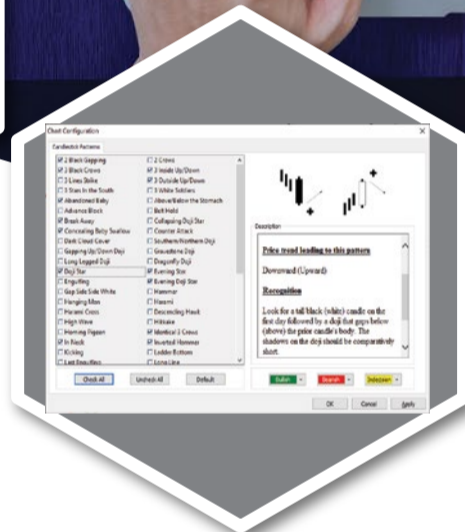 Chart Configuration
Candlestick Patterns
2 Black Gapping
3 Black Crows
3 Lines Strike
3 Stars in the South
Abandoned Baby
Advance Block
Break Away
Concealing Baby Swallow
Dark Cloud Cover
Gapping Up/Down Doji
Long Legged Doji
Doji Star
Engulfing
Gap Side Side White
Hanging Man
Harami Cross
High Wave
Homing Pigeon
In Neck
Kicking
Last Engulfing
2 Crows
3 Inside Up/Down
3 Outside Up/Down
3 White Soldiers
Above/Below the Stomach
Belt Hold
Collapsing Doji Star
Counter Attack
Southern/Northern Doji
Gravestone Doji
Dragonfly Doji
Evening Star
Evening Doji Star
Hammer
Harami
Descending Hawk
Hikkake
Identical 3 Crows
Inverted Hammer
Ladder Bottom
Long Line
Check All
Uncheck All
Default
Description
Price trend leading to this pattern
Downward (Upward)
Recognition
Look for a tall black (white) candle on the
first day followed by a doji that gaps below
(above) the prior candle's body. The
shadows on the doji should be comparatively
short.
Bullish
Bearish
Indecision
OK
Cancel
Apply